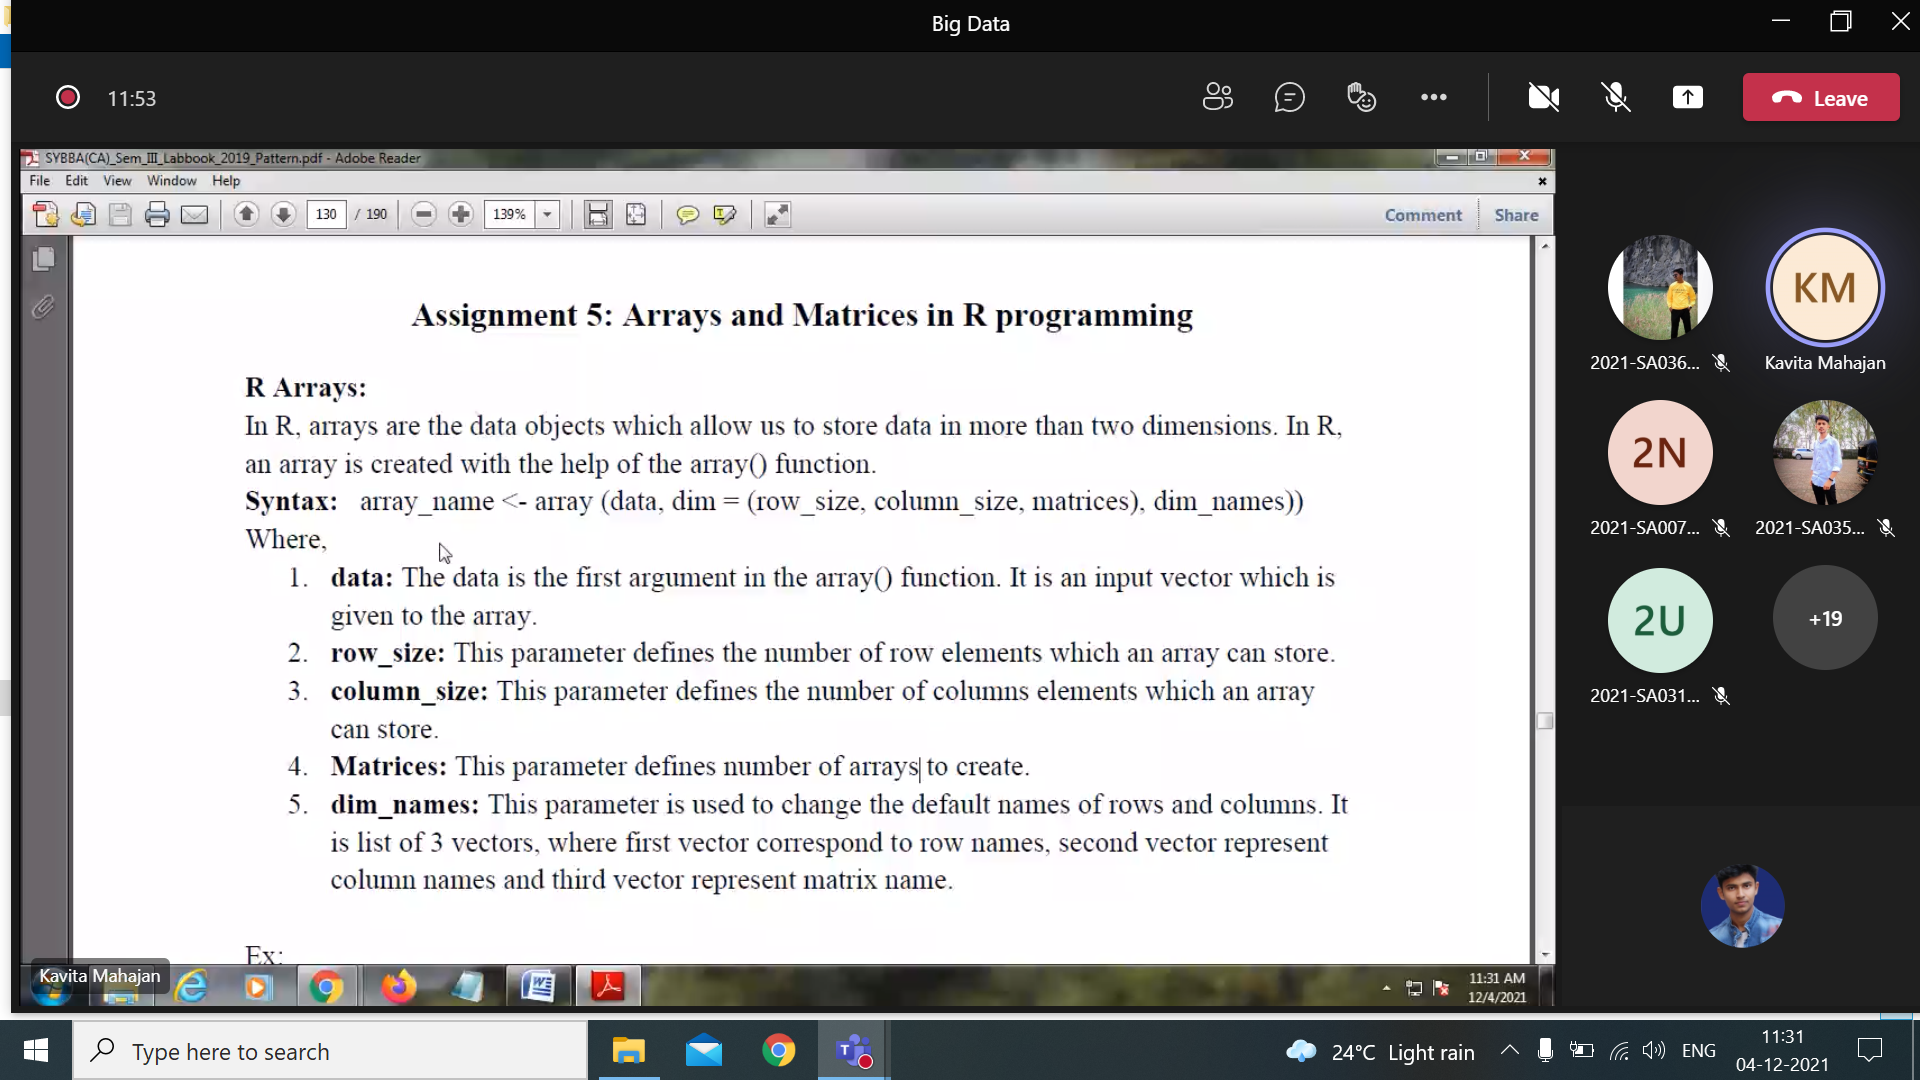 Big Data
11:53
Leave
SYBBA(CA)_Sem_III_Labbook_2019_Pattern.pdf - Adobe Reader
File Edit View Window Help
130 / 190 139% Comment Share
Assignment 5: Arrays and Matrices in R programming
R Arrays:
In R, arrays are the data objects which allow us to store data in more than two dimensions. In R,
an array is created with the help of the array() function.
Syntax: array_name <- array (data, dim = (row_size, column_size, matrices), dim_names))
Where,
1. data: The data is the first argument in the array() function. It is an input vector which is
given to the array.
2. row_size: This parameter defines the number of row elements which an array can store.
3. column_size: This parameter defines the number of columns elements which an array
can store.
4. Matrices: This parameter defines number of arrays to create.
5. dim_names: This parameter is used to change the default names of rows and columns. It
is list of 3 vectors, where first vector correspond to row names, second vector represent
column names and third vector represent matrix name.
Ex:
Kavita Mahajan
11:31 AM
12/4/2021
KM
2021-SA036... Kavita Mahajan
2N
2021-SA007... 2021-SA035...
2U +19
2021-SA031...
Type here to search
24°C Light rain ENG
11:31
04-12-2021